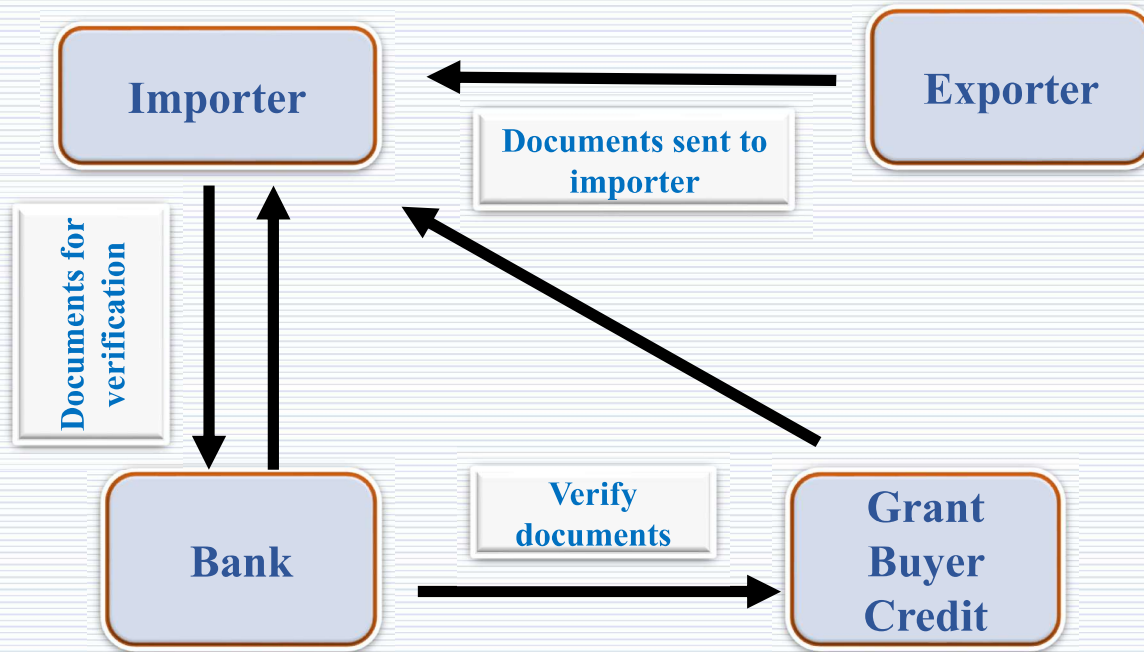 Importer
Exporter
Documents sent to
importer
Documents for
verification
Verify
documents
Bank
Grant
Buyer
Credit